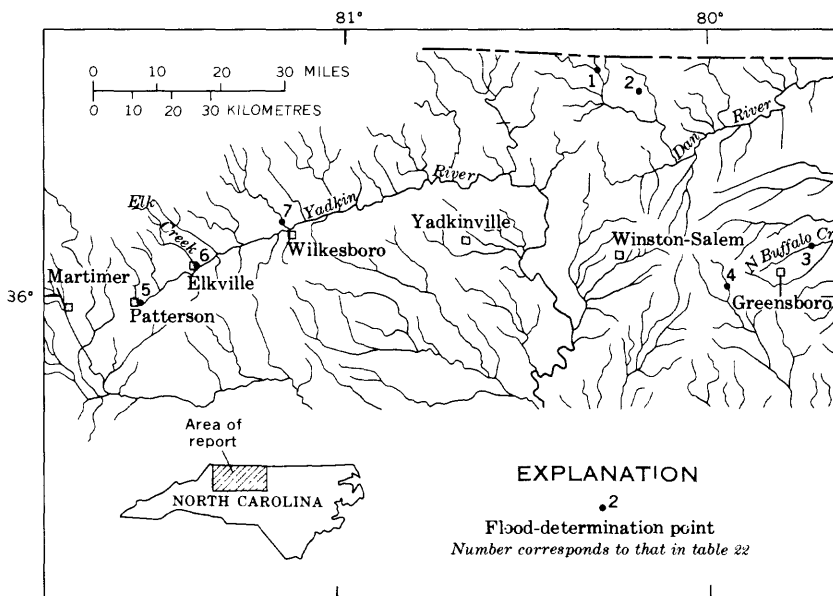 81°
80°
0 10 20 30 MILES
0 10 20 30 KILOMETRES
1
2
Dan River
Elk Creek
7
Yadkin River
Yadkinville
Wilkesboro
Winston-Salem
N Buffalo Cr
3
6
Elkville
Martimer
5
Patterson
4
Greensboro
36°
Area of
report
NORTH CAROLINA
EXPLANATION
2
Flood-determination point
Number corresponds to that in table 22